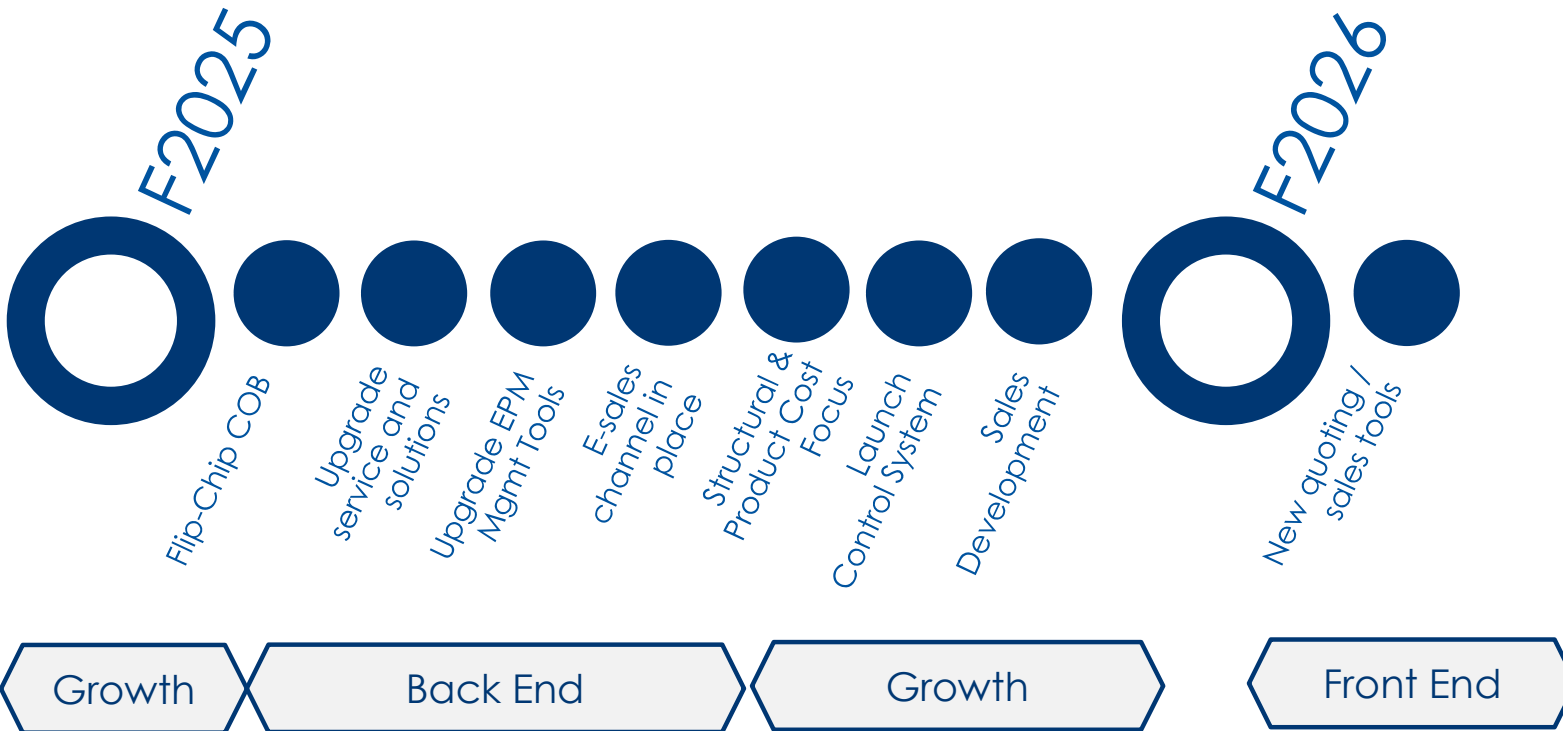 F2025
F2026
Flip-Chip COB
Upgrade
service and
solutions
Upgrade EPM
Mgmt Tools
E-sales
channel in
place
Structural &
Product Cost
Focus
Launch
Control System
Sales
Development
New quoting /
sales tools
Growth
Back End
Growth
Front End